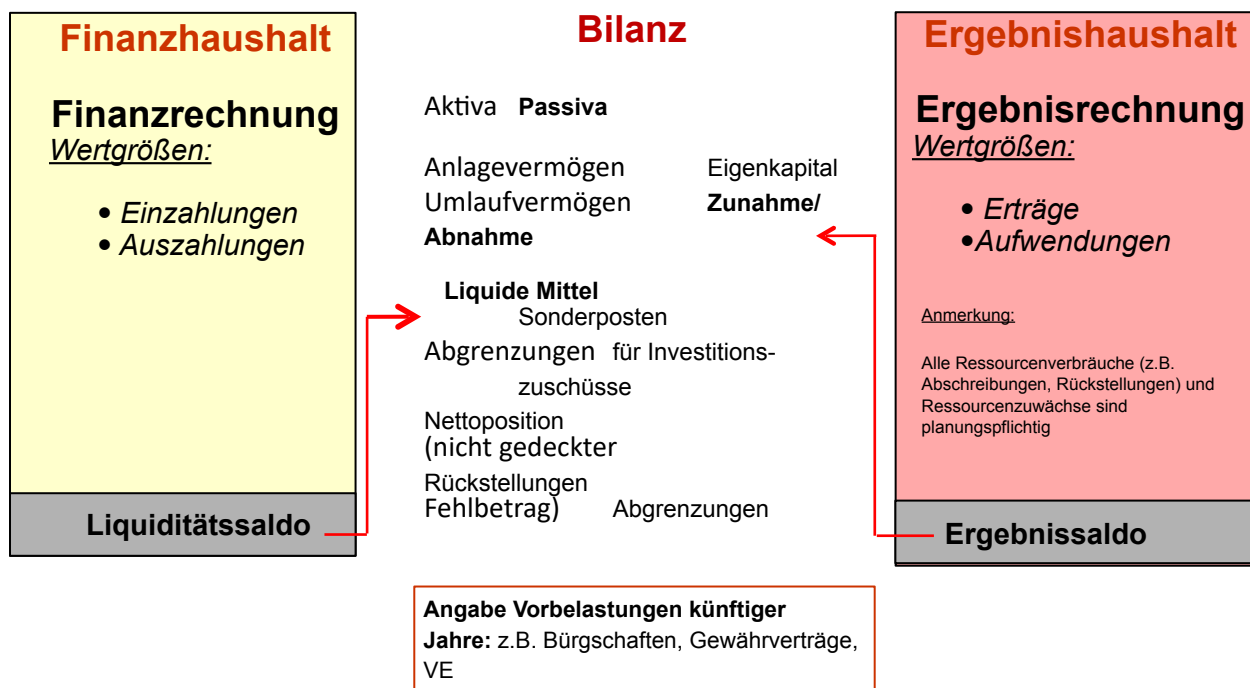 Finanzhaushalt
Finanzrechnung
Wertgrößen:
• Einzahlungen
• Auszahlungen
Liquiditätssaldo
Bilanz
Aktiva Passiva
Anlagevermögen Eigenkapital
Umlaufvermögen Zunahme/
Abnahme
Liquide Mittel
Sonderposten
Abgrenzungen für Investitions-
zuschüsse
Nettoposition
(nicht gedeckter
Rückstellungen
Fehlbetrag) Abgrenzungen
Angabe Vorbelastungen künftiger
Jahre: z.B. Bürgschaften, Gewährverträge,
VE
Ergebnishaushalt
Ergebnisrechnung
Wertgrößen:
• Erträge
•Aufwendungen
Anmerkung:
Alle Ressourcenverbräuche (z.B.
Abschreibungen, Rückstellungen) und
Ressourcenzuwächse sind
planungspflichtig
Ergebnissaldo